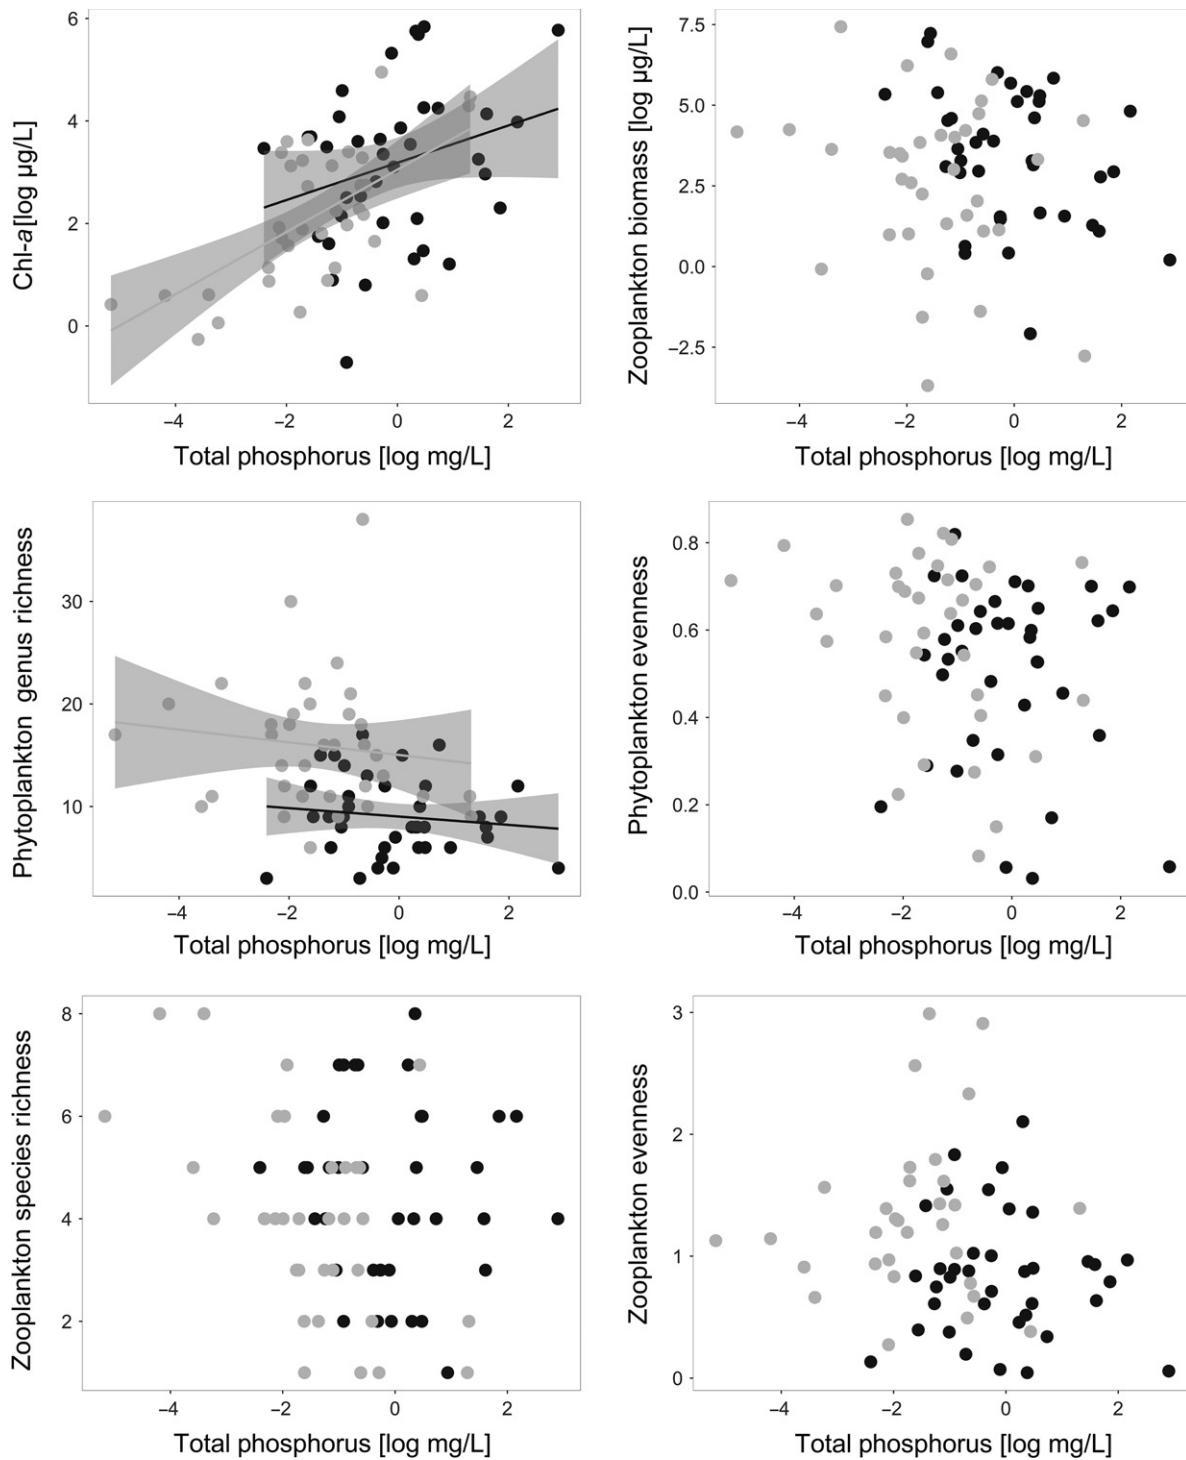 Chl-a[log µg/L]
6
4
2
0
−4 −2 0 2
Total phosphorus [log mg/L]
Zooplankton biomass [log µg/L]
7.5
5.0
2.5
0.0
−2.5
−4 −2 0 2
Total phosphorus [log mg/L]
Phytoplankton genus richness
30
20
10
−4 −2 0 2
Total phosphorus [log mg/L]
Phytoplankton evenness
0.8
0.6
0.4
0.2
0.0
−4 −2 0 2
Total phosphorus [log mg/L]
Zooplankton species richness
8
6
4
2
−4 −2 0 2
Total phosphorus [log mg/L]
Zooplankton evenness
3
2
1
0
−4 −2 0 2
Total phosphorus [log mg/L]